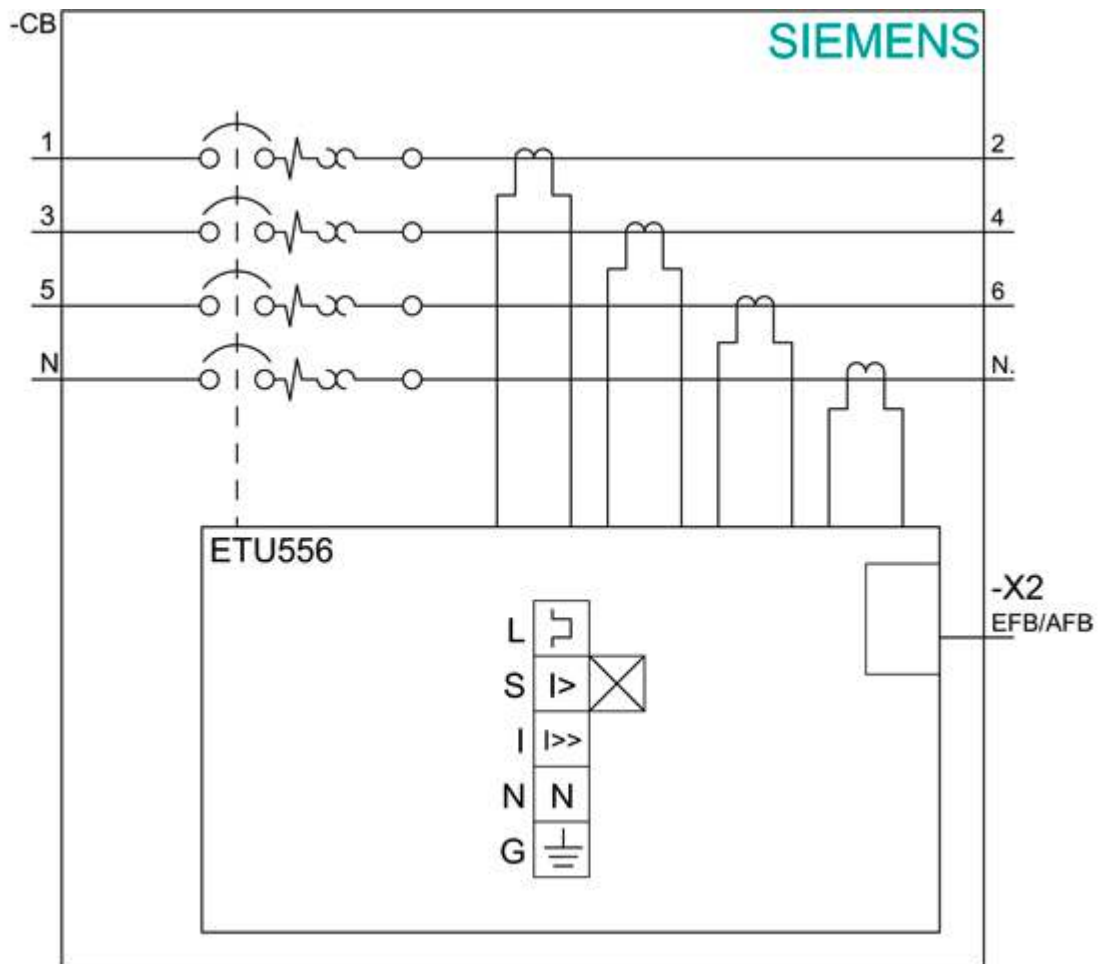 -CB
SIEMENS
1 2
3 4
5 6
N N.
ETU556
-X2
EFB/AFB
L
S I>
I I>>
N N
G